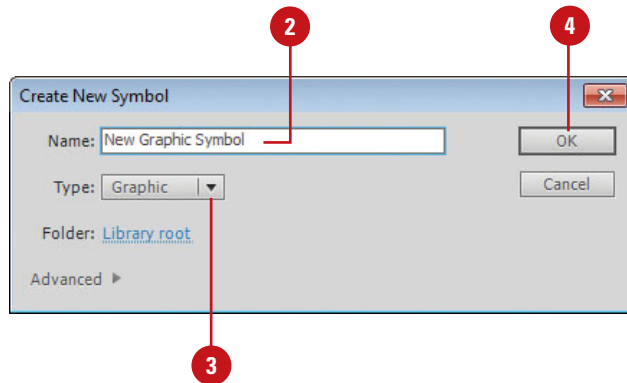 2
4
Create New Symbol
Name: New Graphic Symbol
OK
Type: Graphic
Cancel
Folder: Library root
Advanced
3